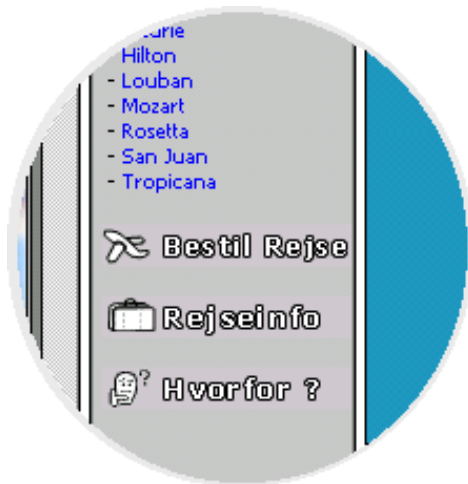 Hilton
- Louban
- Mozart
- Rosetta
- San Juan
- Tropicana
Bestil Rejse
Rejseinfo
? Hvorfor ?